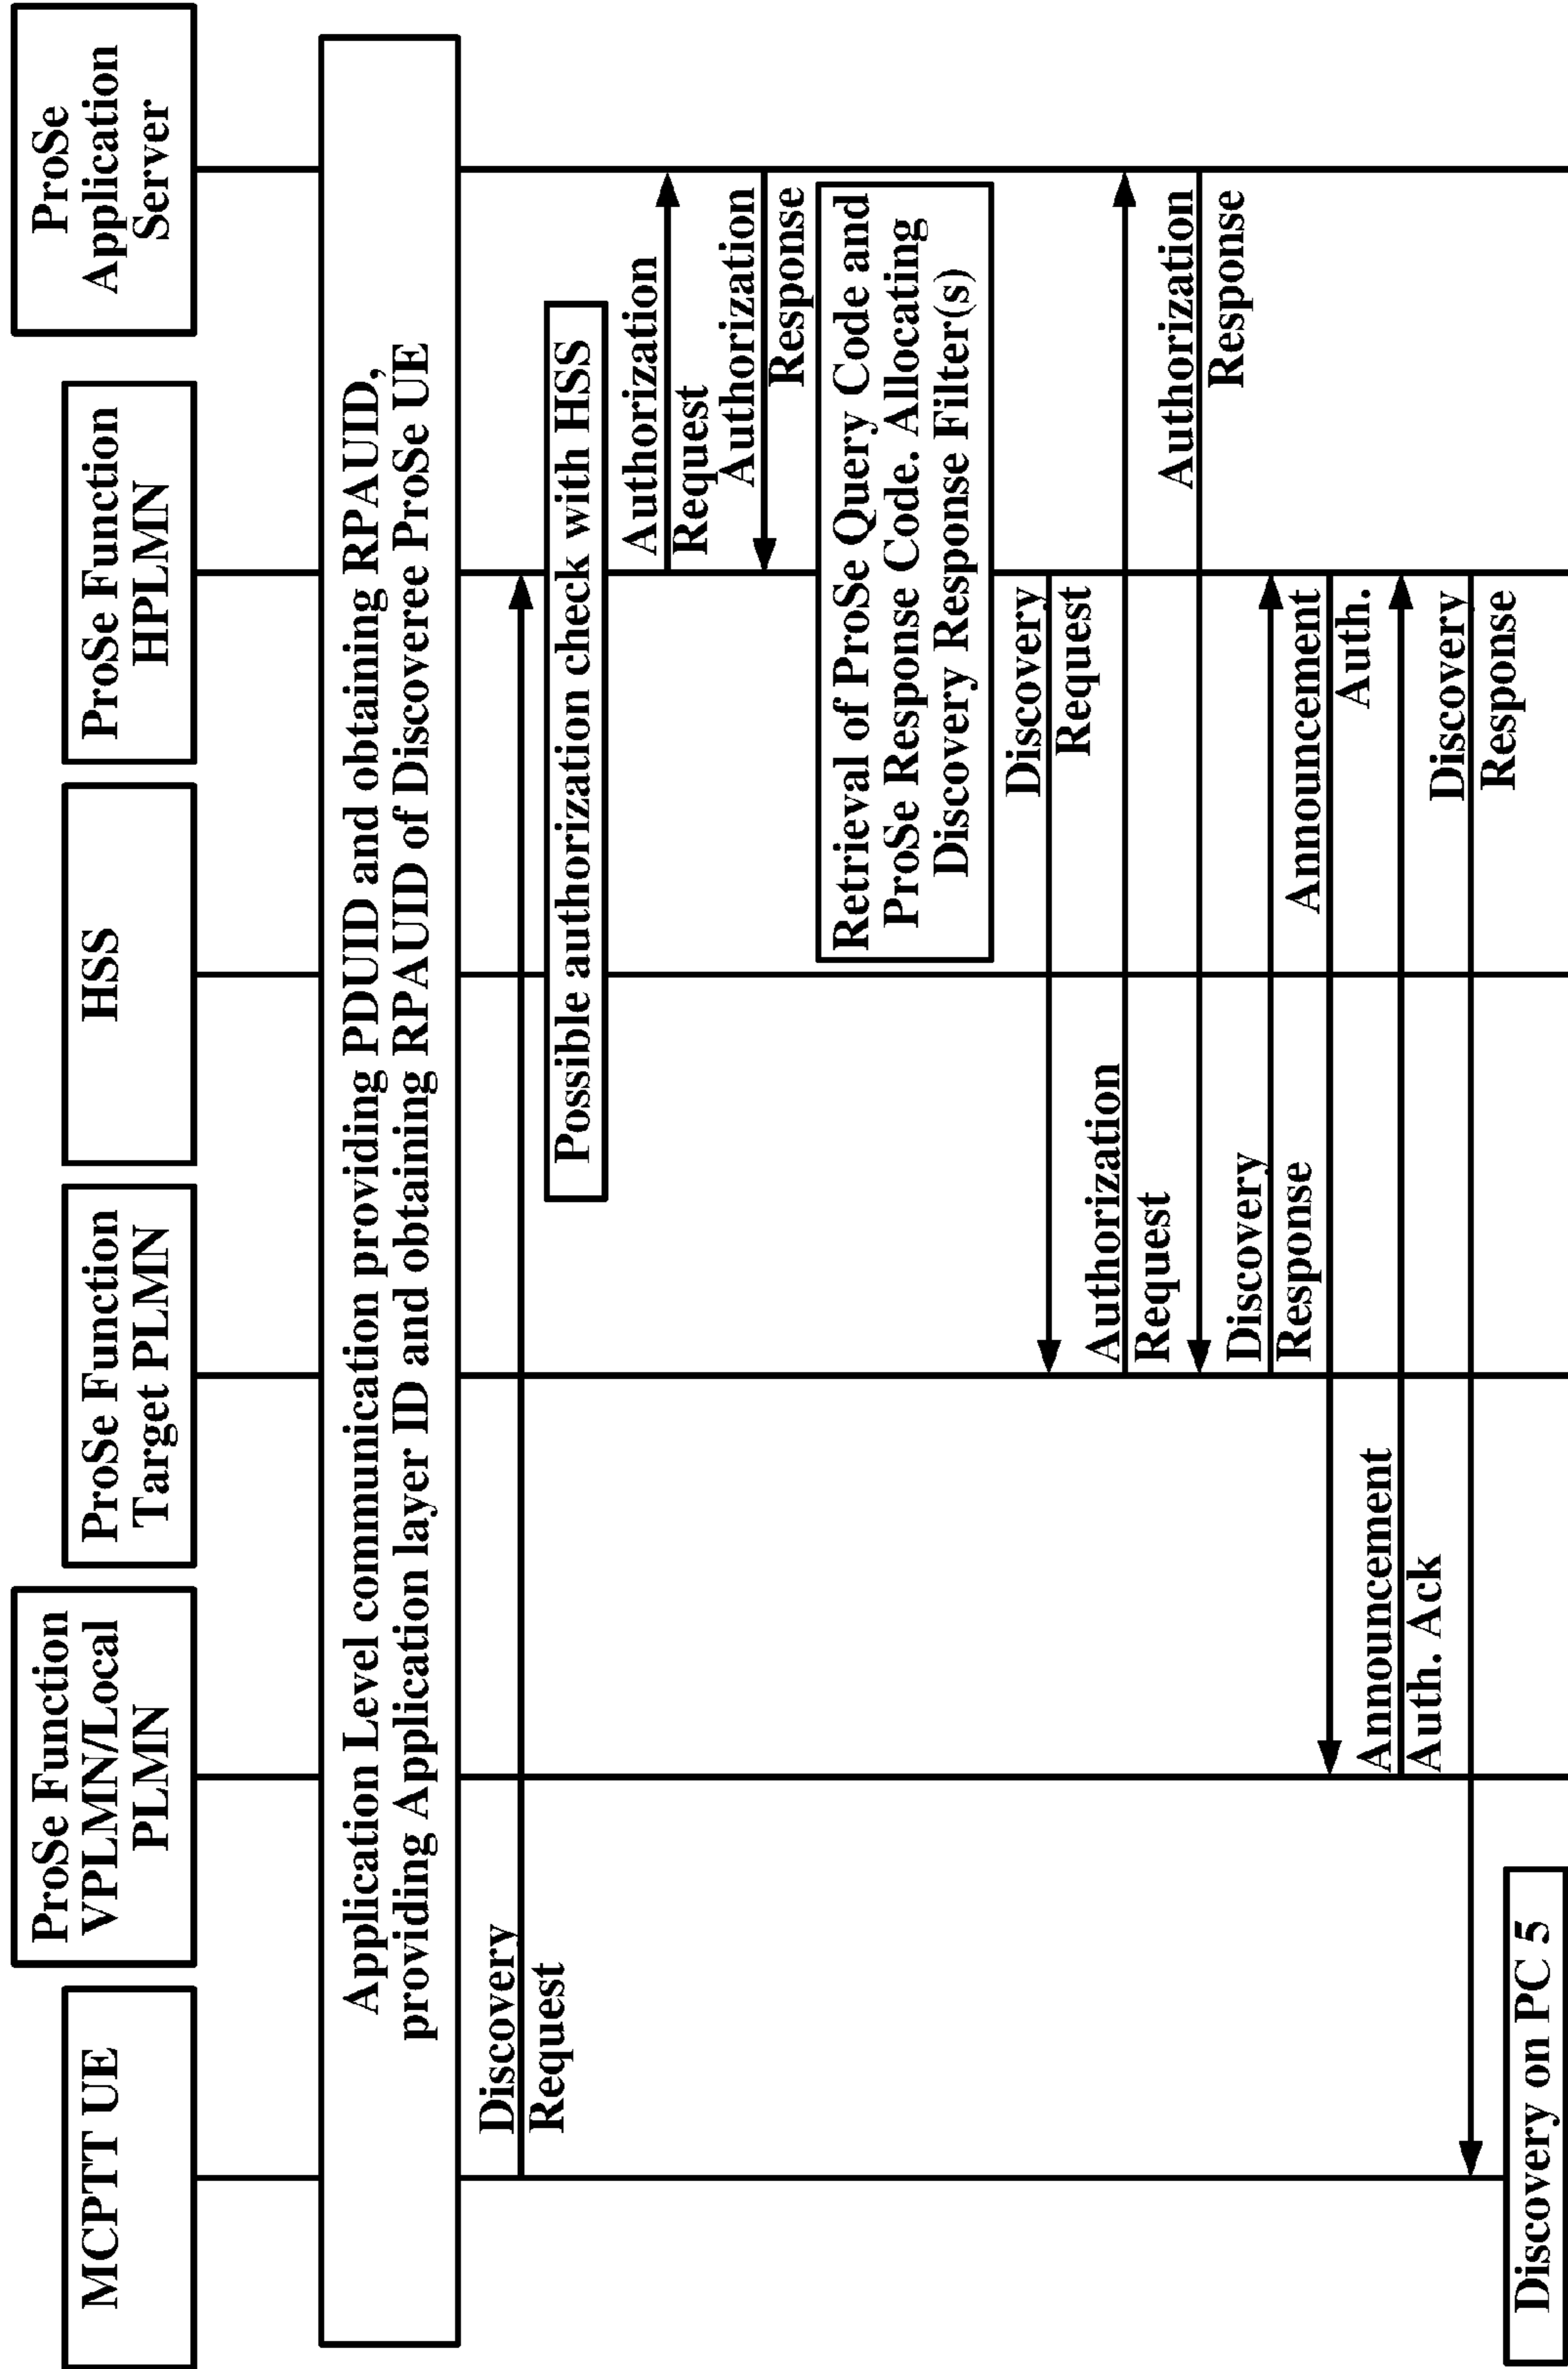 MCPTT UE
ProSe Function
VPLMN/Local
PLMN
ProSe Function
Target PLMN
HSS
ProSe Function
HPLMN
ProSe
Application
Server
Application Level communication providing PDUID and obtaining RPAUID,
providing Application layer ID and obtaining RPAUID of Discoveree ProSe UE
Discovery
Request
Possible authorization check with HSS
Authorization
Request
Authorization
Response
Retrieval of ProSe Query Code and
ProSe Response Code. Allocating
Discovery Response Filter(s)
Discovery
Request
Authorization
Request
Authorization
Response
Discovery
Response
Announcement
Auth.
Announcement
Auth. Ack
Discovery
Response
Discovery on PC 5